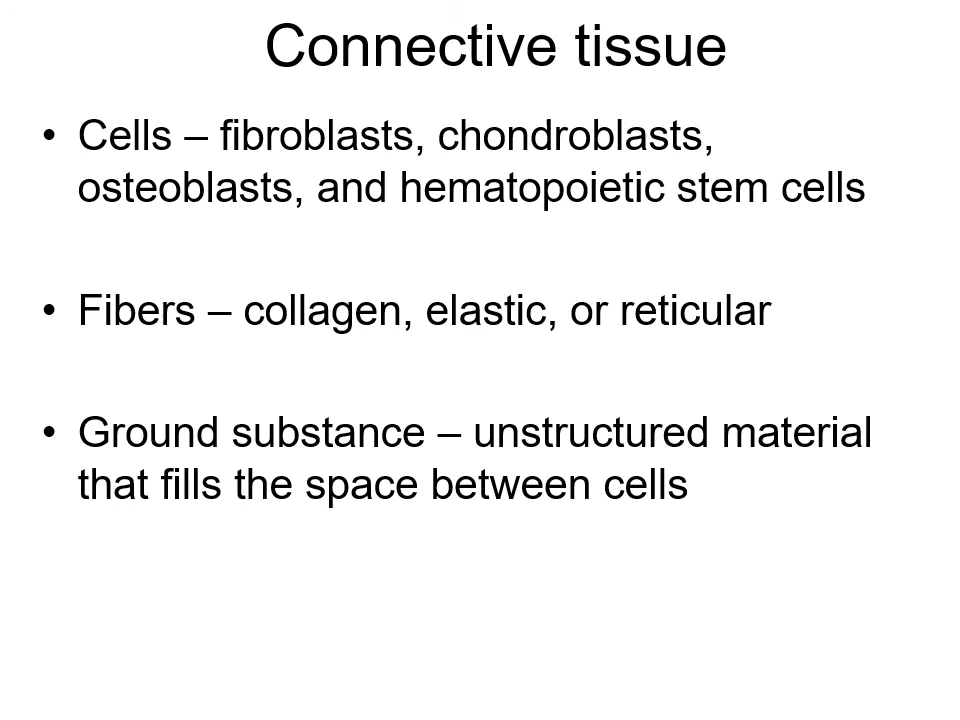 Connective tissue
• Cells – fibroblasts, chondroblasts,
osteoblasts, and hematopoietic stem cells
• Fibers – collagen, elastic, or reticular
• Ground substance – unstructured material
that fills the space between cells